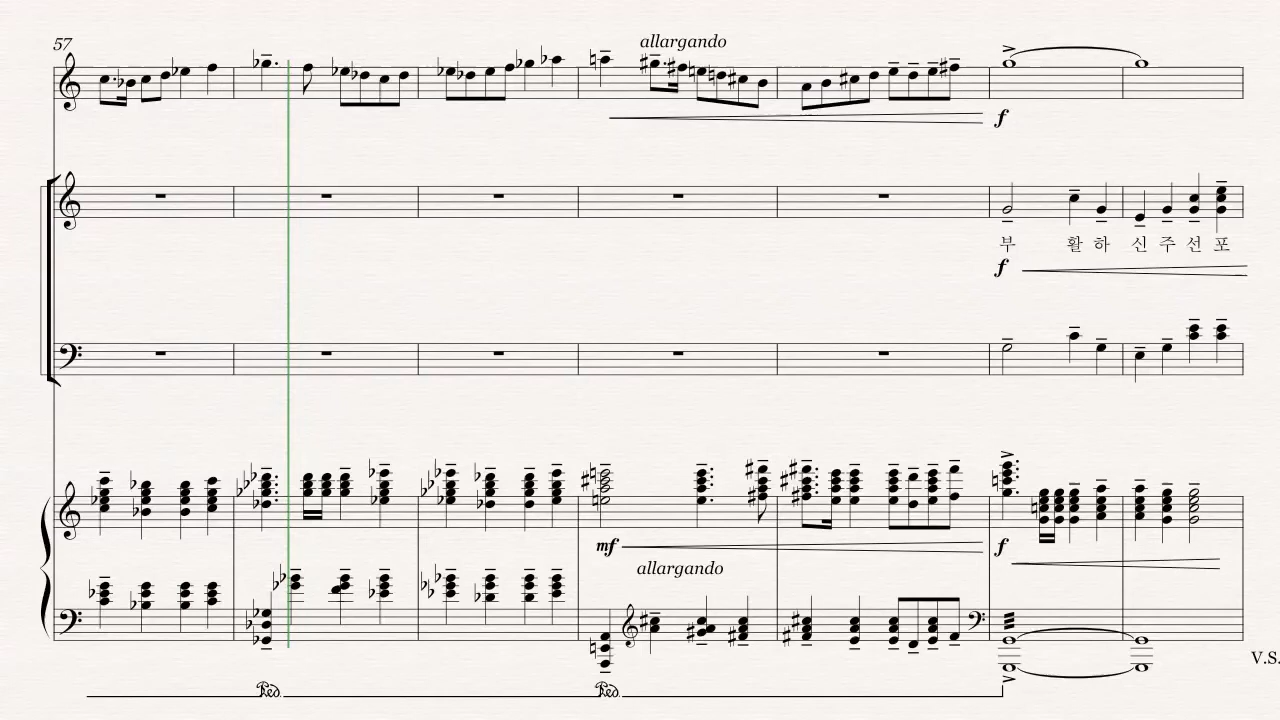 57
allargando
f
부 활 하 신 주 선 포
f
mf
f
allargando
V.S.
Ped. Ped.